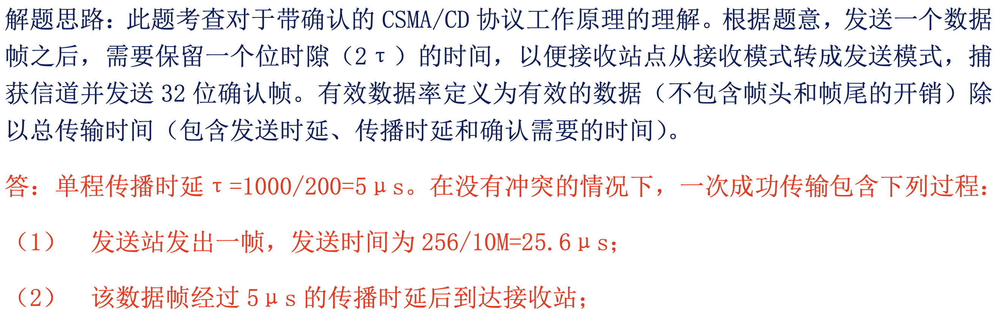 解题思路：此题考查对于带确认的 CSMA/CD 协议工作原理的理解。根据题意，发送一个数据
帧之后，需要保留一个位时隙（2 τ ）的时间，以便接收站点从接收模式转成发送模式，捕
获信道并发送 32 位确认帧。有效数据率定义为有效的数据（不包含帧头和帧尾的开销）除
以总传输时间（包含发送时延、传播时延和确认需要的时间）。
答：单程传播时延 τ =1000/200=5 μ s。在没有冲突的情况下，一次成功传输包含下列过程：
（1） 发送站发出一帧，发送时间为 256/10M=25.6 μ s；
（2） 该数据帧经过 5 μ s 的传播时延后到达接收站；